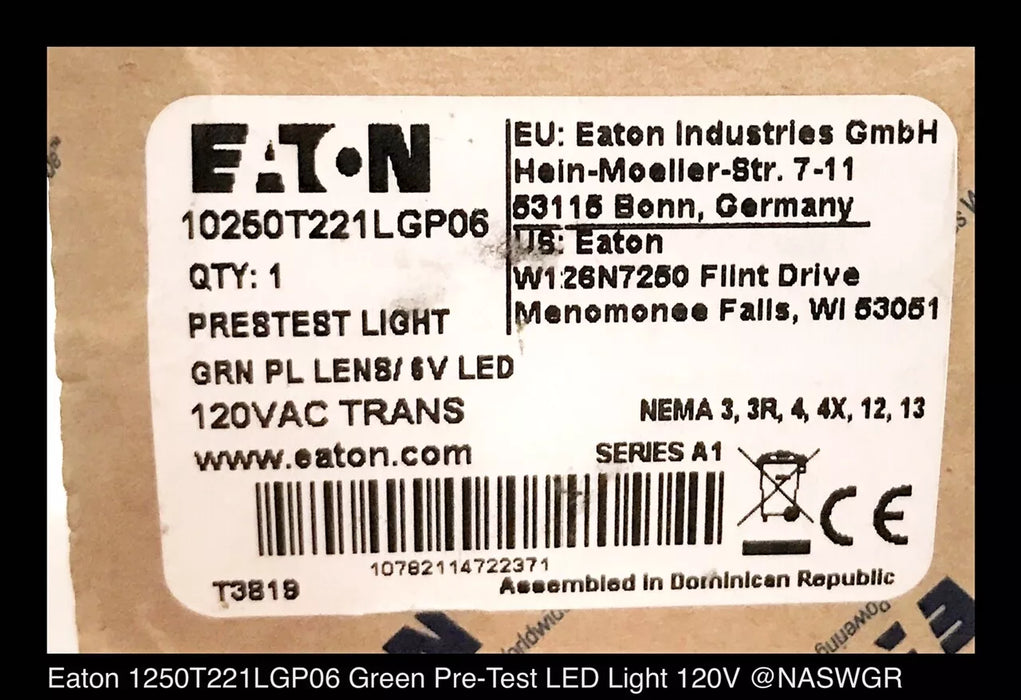 EATON
10250T221LGP06
QTY: 1
PRESTEST LIGHT
GRN PL LENS/ 6V LED
120VAC TRANS
www.eaton.com
EU: Eaton Industries GmbH
Hein-Moeller-Str. 7-11
53115 Bonn, Germany
US: Eaton
W126N7250 Flint Drive
Menomonee Falls, WI 53051
NEMA 3, 3R, 4, 4X, 12, 13
SERIES A1
CE
10782114722371
T3819
Assembled in Dominican Republic
Powering
Eaton 1250T221LGP06 Green Pre-Test LED Light 120V @NASWGR